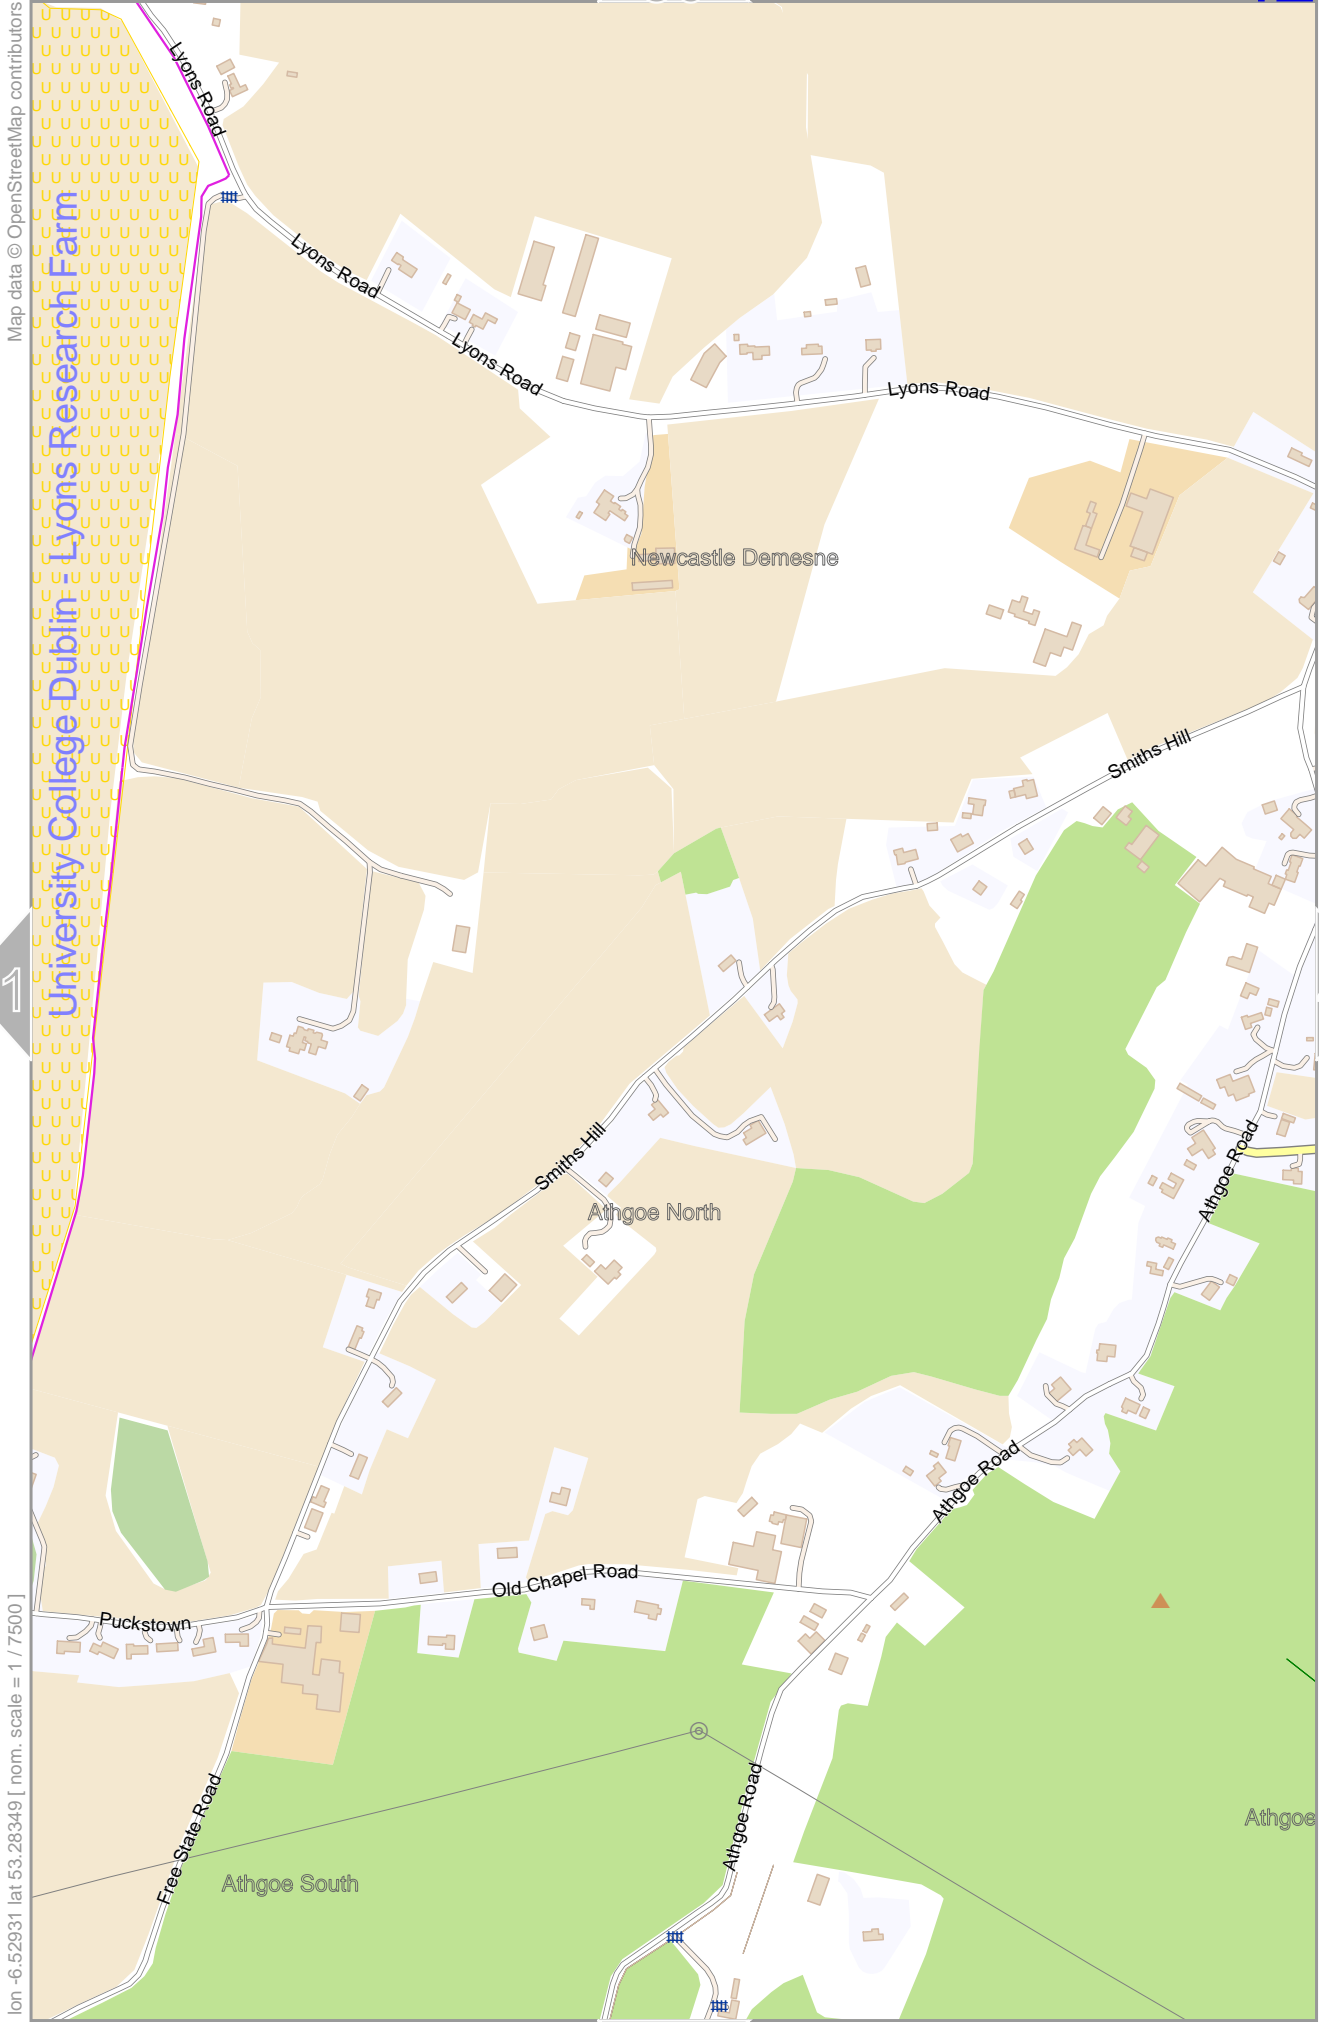 Map data © OpenStreetMap contributors
Lyons Road
University College Dublin - Lyons Research Farm
Lyons Road
Lyons Road
Lyons Road
Newcastle Demesne
Smiths Hill
1
Athgoe Road
Smiths Hill
Athgoe North
Athgoe Road
Old Chapel Road
Puckstown
Athgoe Road
Free State Road
Athgoe
Athgoe South
lon -6.52931 lat 53.28349 [ nom. scale = 1 / 7500 ]